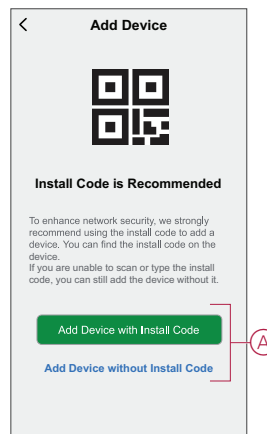 Add Device
Install Code is Recommended
To enhance network security, we strongly
recommend using the install code to add a
device. You can find the install code on the
device.
If you are unable to scan or type the install
code, you can still add the device without it.
Add Device with Install Code
A
Add Device without Install Code